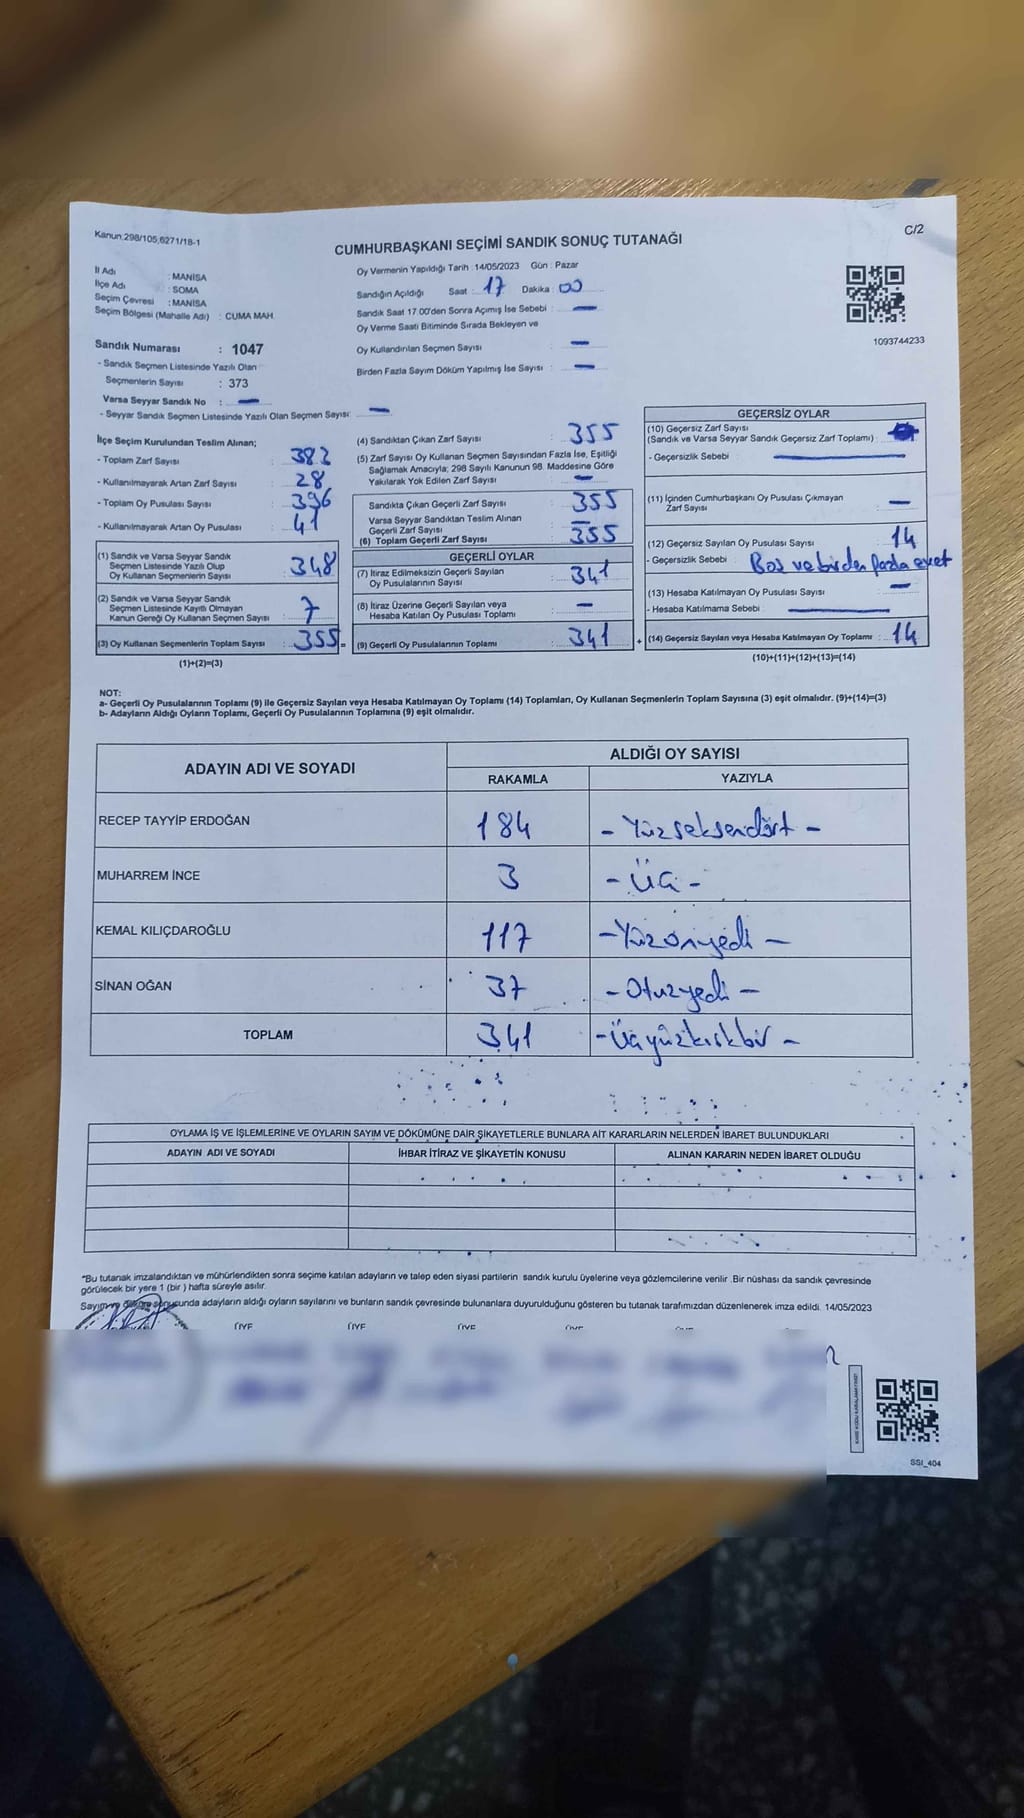 Kanun:298/105,6271/18-1
C/2
CUMHURBAŞKANI SEÇİMİ SANDIK SONUÇ TUTANAĞI
İl Adı : MANİSA
İlçe Adı : SOMA
Seçim Çevresi : MANİSA
Seçim Bölgesi (Mahalle Adı) : CUMA MAH.
Sandık Numarası : 1047
- Sandık Seçmen Listesinde Yazılı Olan
Seçmenlerin Sayısı : 373
Varsa Seyyar Sandık No : —
- Seyyar Sandık Seçmen Listesinde Yazılı Olan Seçmen Sayısı: —
Oy Vermenin Yapıldığı Tarih : 14/05/2023 Gün : Pazar
Sandığın Açıldığı Saat : 17 Dakika : 00
Sandık Saat 17.00'den Sonra Açımış İse Sebebi : —
Oy Verme Saati Bitiminde Sırada Bekleyen ve
Oy Kullandırılan Seçmen Sayısı : —
Birden Fazla Sayım Döküm Yapılmış İse Sayısı : —
1093744233
İlçe Seçim Kurulundan Teslim Alınan;
- Toplam Zarf Sayısı : 383
- Kullanılmayarak Artan Zarf Sayısı : 28
- Toplam Oy Pusulası Sayısı : 396
- Kullanılmayarak Artan Oy Pusulası : 41
(1) Sandık ve Varsa Seyyar Sandık
Seçmen Listesinde Yazılı Olup
Oy Kullanan Seçmenlerin Sayısı : 348
(2) Sandık ve Varsa Seyyar Sandık
Seçmen Listesinde Kayıtlı Olmayan
Kanun Gereği Oy Kullanan Seçmen Sayısı : 7
(3) Oy Kullanan Seçmenlerin Toplam Sayısı : 355 =
(1)+(2)=(3)
(4) Sandıktan Çıkan Zarf Sayısı : 355
(5) Zarf Sayısı Oy Kullanan Seçmen Sayısından Fazla İse, Eşitliği
Sağlamak Amacıyla; 298 Sayılı Kanunun 98. Maddesine Göre
Yakılarak Yok Edilen Zarf Sayısı : —
Sandıkta Çıkan Geçerli Zarf Sayısı : 355
Varsa Seyyar Sandıktan Teslim Alınan
Geçerli Zarf Sayısı : —
(6) Toplam Geçerli Zarf Sayısı : 355
GEÇERLİ OYLAR
(7) İtiraz Edilmeksizin Geçerli Sayılan
Oy Pusulalarının Sayısı : 341
(8) İtiraz Üzerine Geçerli Sayılan veya
Hesaba Katılan Oy Pusulası Toplamı : —
(9) Geçerli Oy Pusulalarının Toplamı : 341 +
GEÇERSİZ OYLAR
(10) Geçersiz Zarf Sayısı
(Sandık ve Varsa Seyyar Sandık Geçersiz Zarf Toplamı) :
- Geçersizlik Sebebi : —
(11) İçinden Cumhurbaşkanı Oy Pusulası Çıkmayan
Zarf Sayısı : —
(12) Geçersiz Sayılan Oy Pusulası Sayısı : 14
- Geçersizlik Sebebi : Boş ve birden fazla evet
(13) Hesaba Katılmayan Oy Pusulası Sayısı : —
- Hesaba Katılmama Sebebi : —
(14) Geçersiz Sayılan veya Hesaba Katılmayan Oy Toplamı : 14
(10)+(11)+(12)+(13)=(14)
NOT:
a- Geçerli Oy Pusulalarının Toplamı (9) ile Geçersiz Sayılan veya Hesaba Katılmayan Oy Toplamı (14) Toplamları, Oy Kullanan Seçmenlerin Toplam Sayısına (3) eşit olmalıdır. (9)+(14)=(3)
b- Adayların Aldığı Oyların Toplamı, Geçerli Oy Pusulalarının Toplamına (9) eşit olmalıdır.
ADAYIN ADI VE SOYADI
ALDIĞI OY SAYISI
RAKAMLA YAZIYLA
RECEP TAYYİP ERDOĞAN 184 - Yüzseksendört -
MUHARREM İNCE 3 - Üç -
KEMAL KILIÇDAROĞLU 117 - Yüzonyedi -
SİNAN OĞAN 37 - Otuzyedi -
TOPLAM 341 - Üçyüzkırkbir -
OYLAMA İŞ VE İŞLEMLERİNE VE OYLARIN SAYIM VE DÖKÜMÜNE DAİR ŞİKAYETLERLE BUNLARA AİT KARARLARIN NELERDEN İBARET BULUNDUKLARI
ADAYIN ADI VE SOYADI İHBAR İTİRAZ VE ŞİKAYETİN KONUSU ALINAN KARARIN NEDEN İBARET OLDUĞU
*Bu tutanak imzalandıktan ve mühürlendikten sonra seçime katılan adayların ve talep eden siyasi partilerin sandık kurulu üyelerine veya gözlemcilerine verilir .Bir nüshası da sandık çevresinde
görülecek bir yere 1 (bir ) hafta süreyle asılır.
Sayım ve döküm sonucunda adayların aldığı oyların sayılarını ve bunların sandık çevresinde bulunanlara duyurulduğunu gösteren bu tutanak tarafımızdan düzenlenerek imza edildi. 14/05/2023
ÜYE ÜYE ÜYE
SSI_404